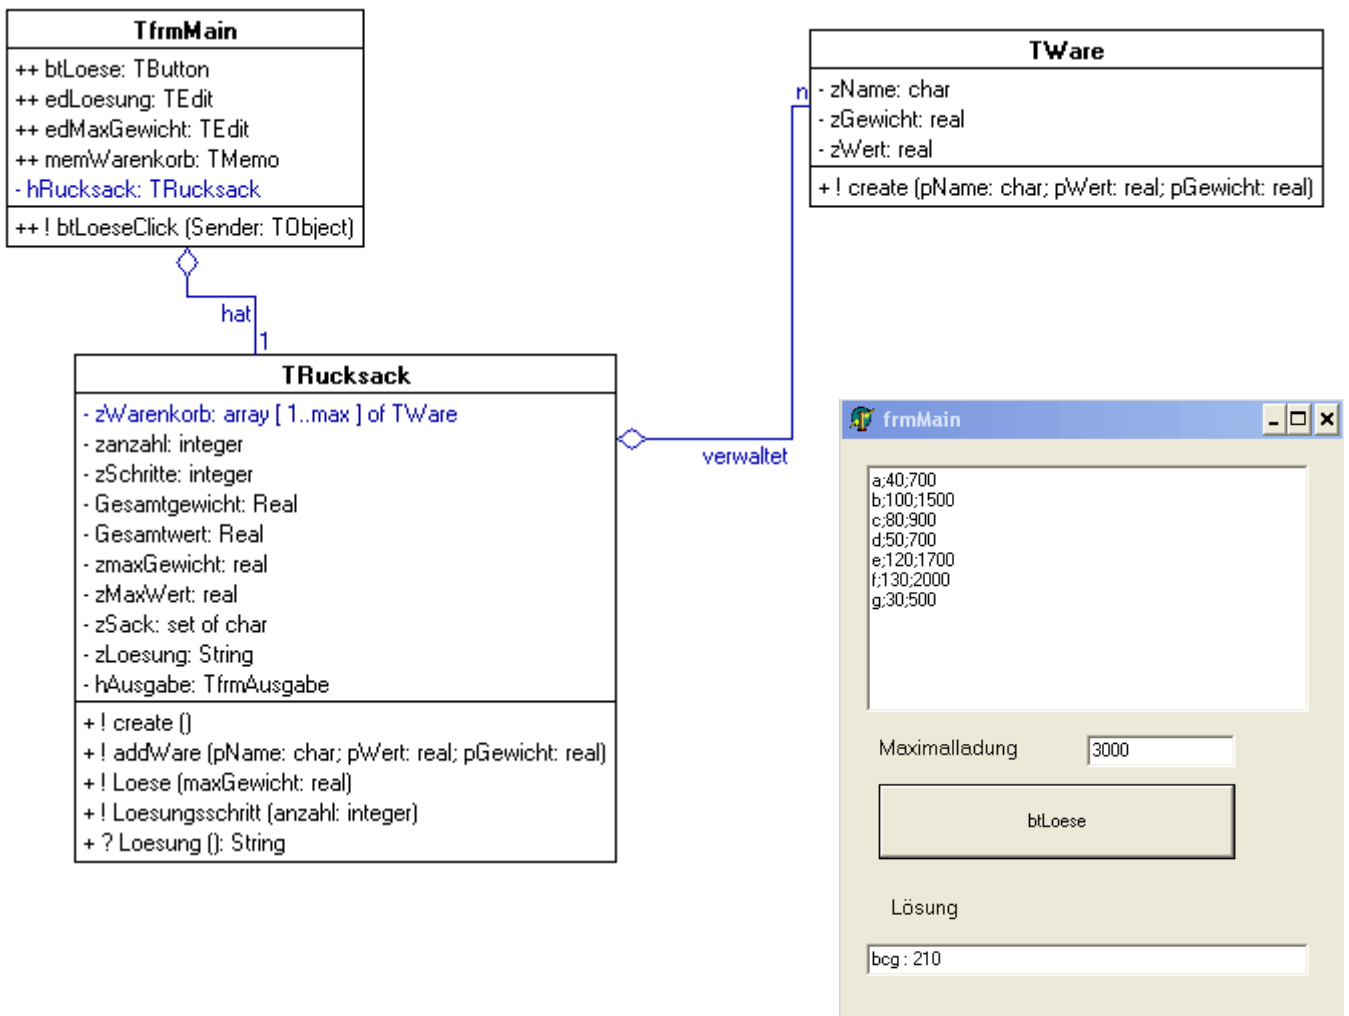 TfrmMain
++ btLoese: TButton
++ edLoesung: TEdit
++ edMaxGewicht: TEdit
++ memWarenkorb: TMemo
- hRucksack: TRucksack
++ ! btLoeseClick (Sender: TObject)
hat
1
TWare
n
- zName: char
- zGewicht: real
- zWert: real
+ ! create (pName: char; pWert: real; pGewicht: real)
TRucksack
- zWarenkorb: array [ 1..max ] of TWare
- zanzahl: integer
- zSchritte: integer
- Gesamtgewicht: Real
- Gesamtwert: Real
- zmaxGewicht: real
- zMaxWert: real
- zSack: set of char
- zLoesung: String
- hAusgabe: TfrmAusgabe
+ ! create ()
+ ! addWare (pName: char; pWert: real; pGewicht: real)
+ ! Loese (maxGewicht: real)
+ ! Loesungsschritt (anzahl: integer)
+ ? Loesung (): String
verwaltet
frmMain
a;40;700
b;100;1500
c;80;900
d;50;700
e;120;1700
f;130;2000
g;30;500
Maximalladung
3000
btLoese
Lösung
bcg : 210